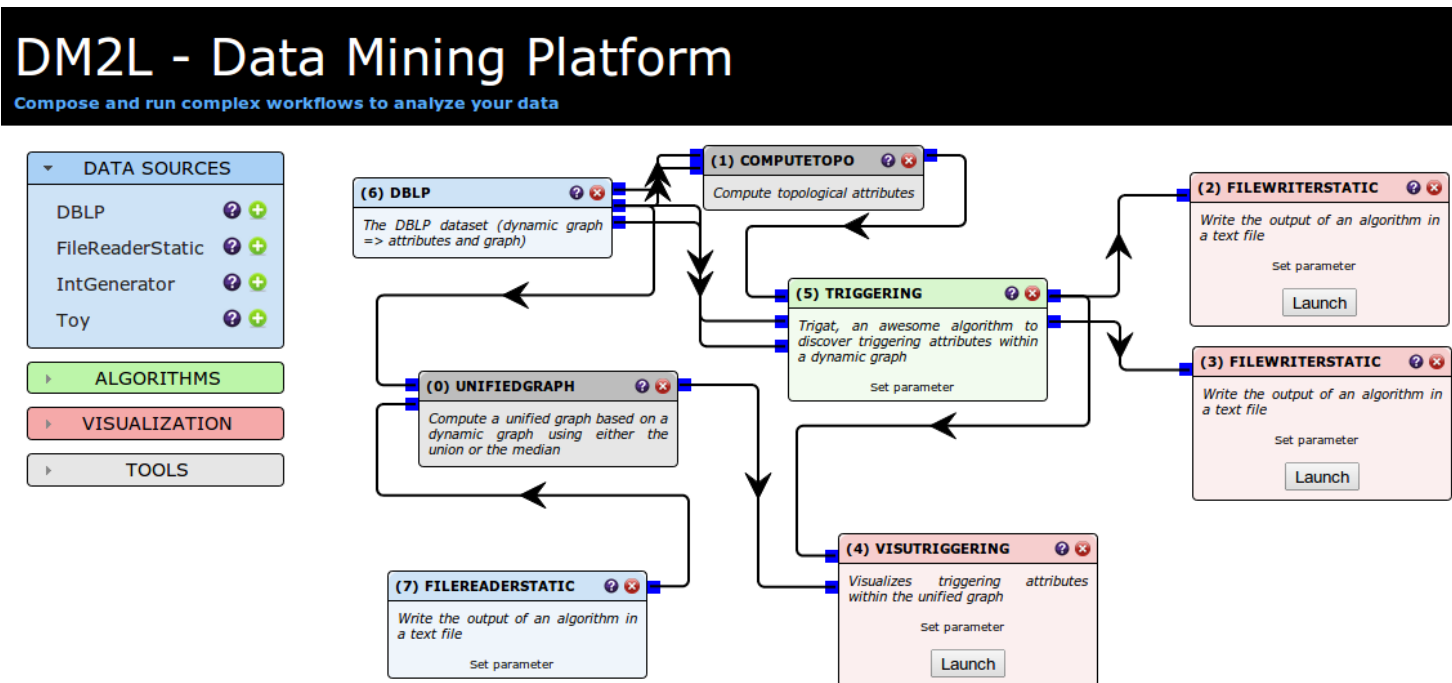 DM2L - Data Mining Platform
Compose and run complex workflows to analyze your data
DATA SOURCES
DBLP
FileReaderStatic
IntGenerator
Toy
ALGORITHMS
VISUALIZATION
TOOLS
(6) DBLP
The DBLP dataset (dynamic graph
=> attributes and graph)
(1) COMPUTETOPO
Compute topological attributes
(2) FILEWRITERSTATIC
Write the output of an algorithm in
a text file
Set parameter
Launch
(5) TRIGGERING
Trigat, an awesome algorithm to
discover triggering attributes within
a dynamic graph
Set parameter
(3) FILEWRITERSTATIC
Write the output of an algorithm in
a text file
Set parameter
Launch
(0) UNIFIEDGRAPH
Compute a unified graph based on a
dynamic graph using either the
union or the median
(4) VISUTRIGGERING
Visualizes triggering attributes
within the unified graph
Set parameter
Launch
(7) FILEREADERSTATIC
Write the output of an algorithm in
a text file
Set parameter